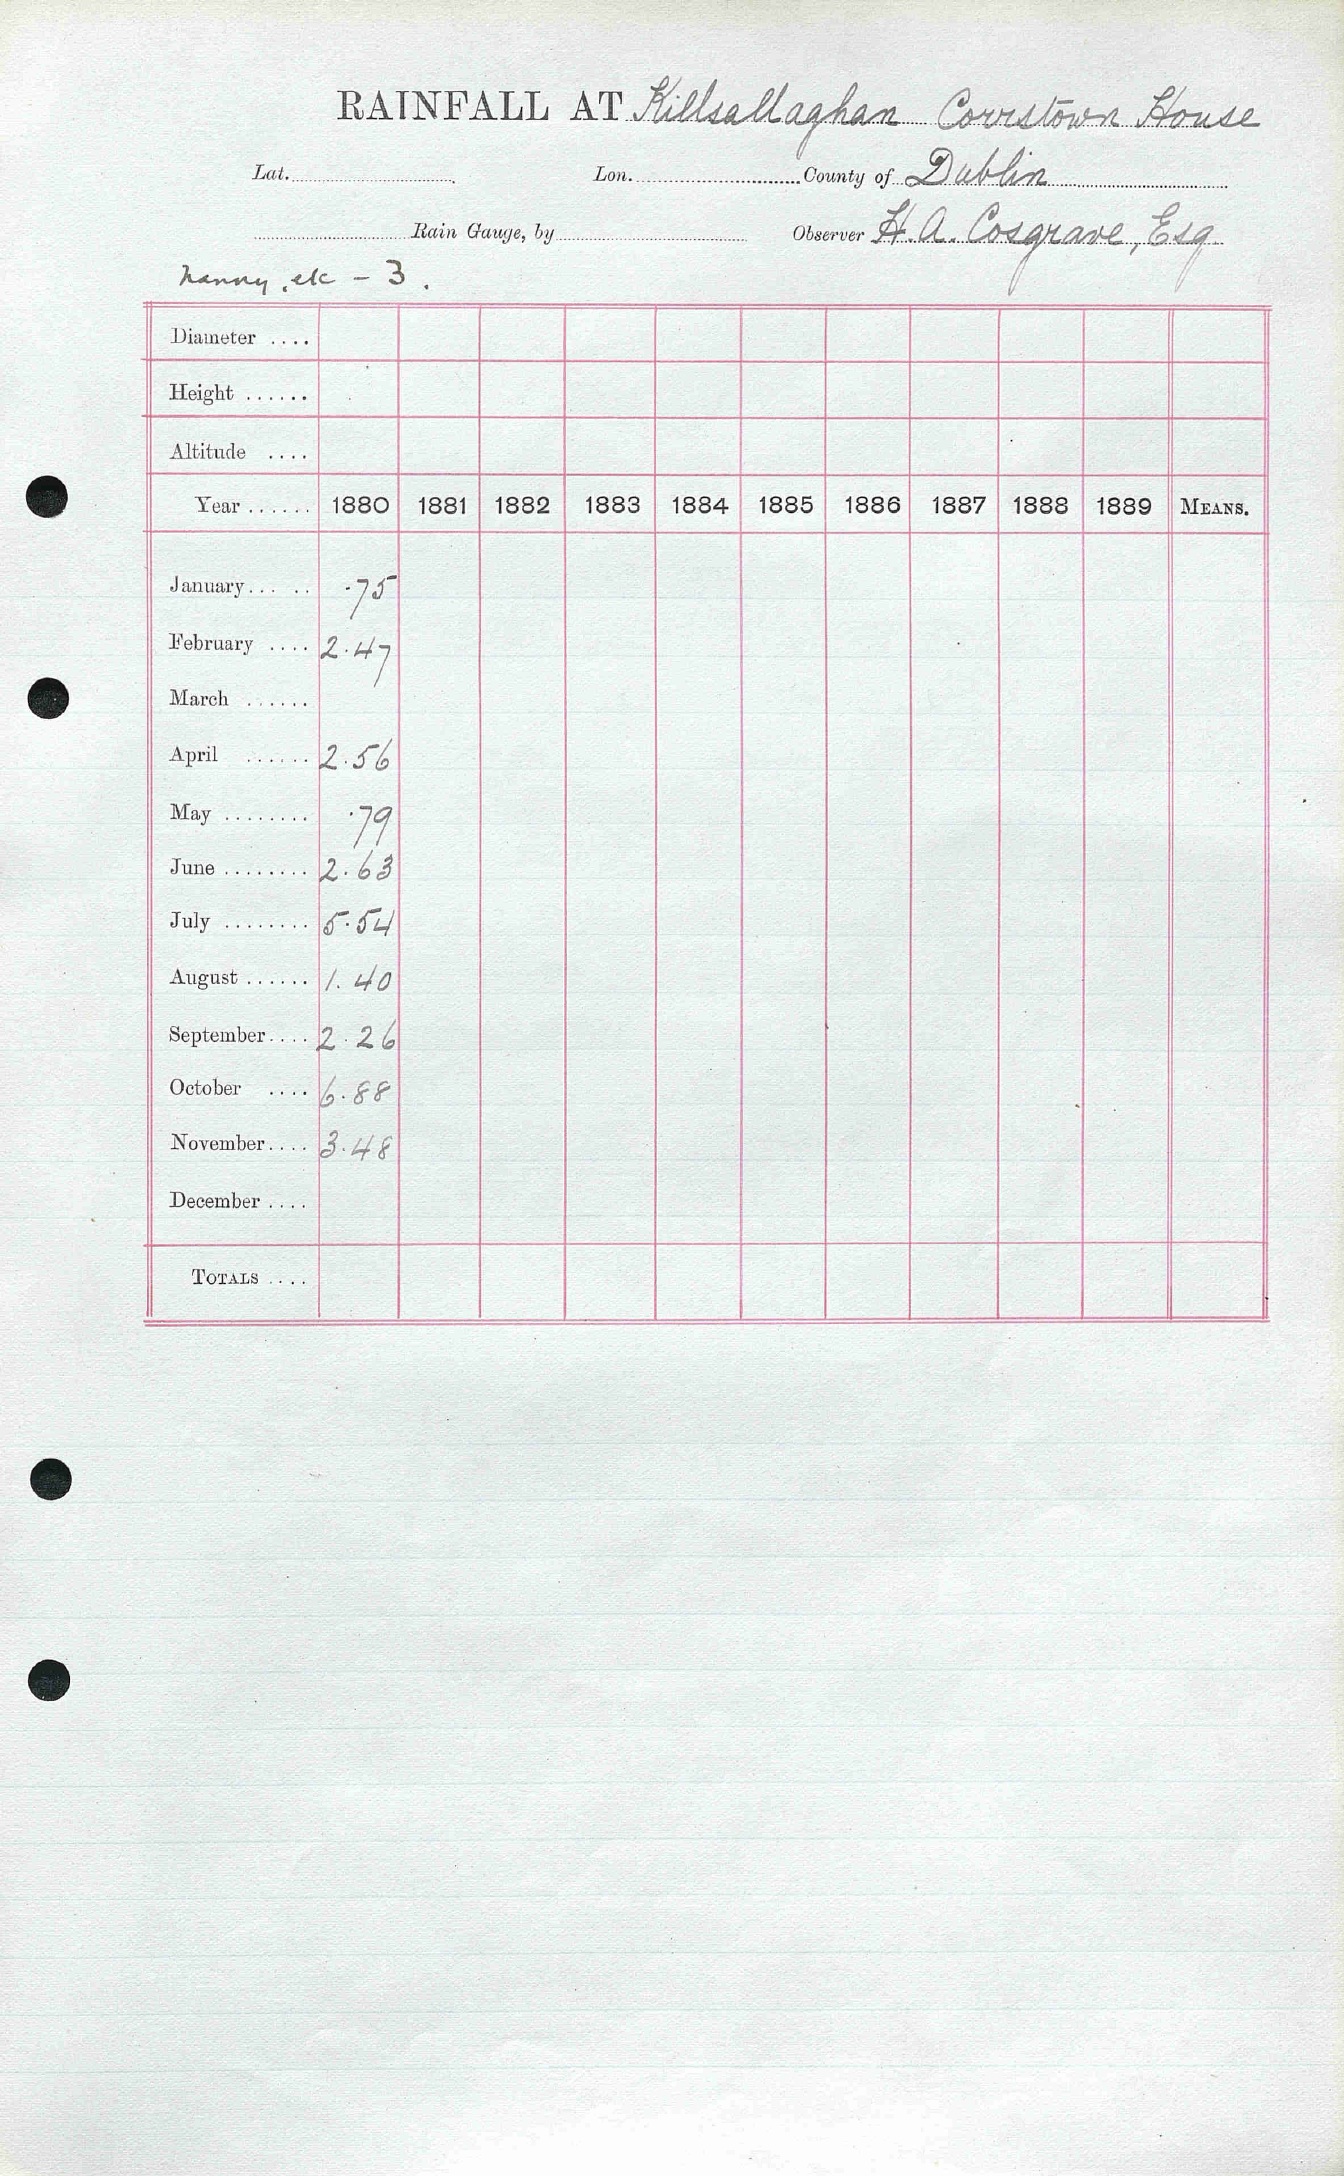 RAINFALL AT Killsallaghan Corrstown House
Lat. Lon. County of Dublin
Rain Gauge, by Observer H. A. Cosgrave, Esq
Nanny, etc - 3.
Diameter ....
Height ......
Altitude ....
Year ...... 1880 1881 1882 1883 1884 1885 1886 1887 1888 1889 MEANS.
January... .. .75
February .... 2.47
March ......
April ...... 2.56
May ........ .79
June ........ 2.63
July ........ 5.54
August ...... 1.40
September.... 2.26
October .... 6.88
November.... 3.48
December ....
TOTALS ....